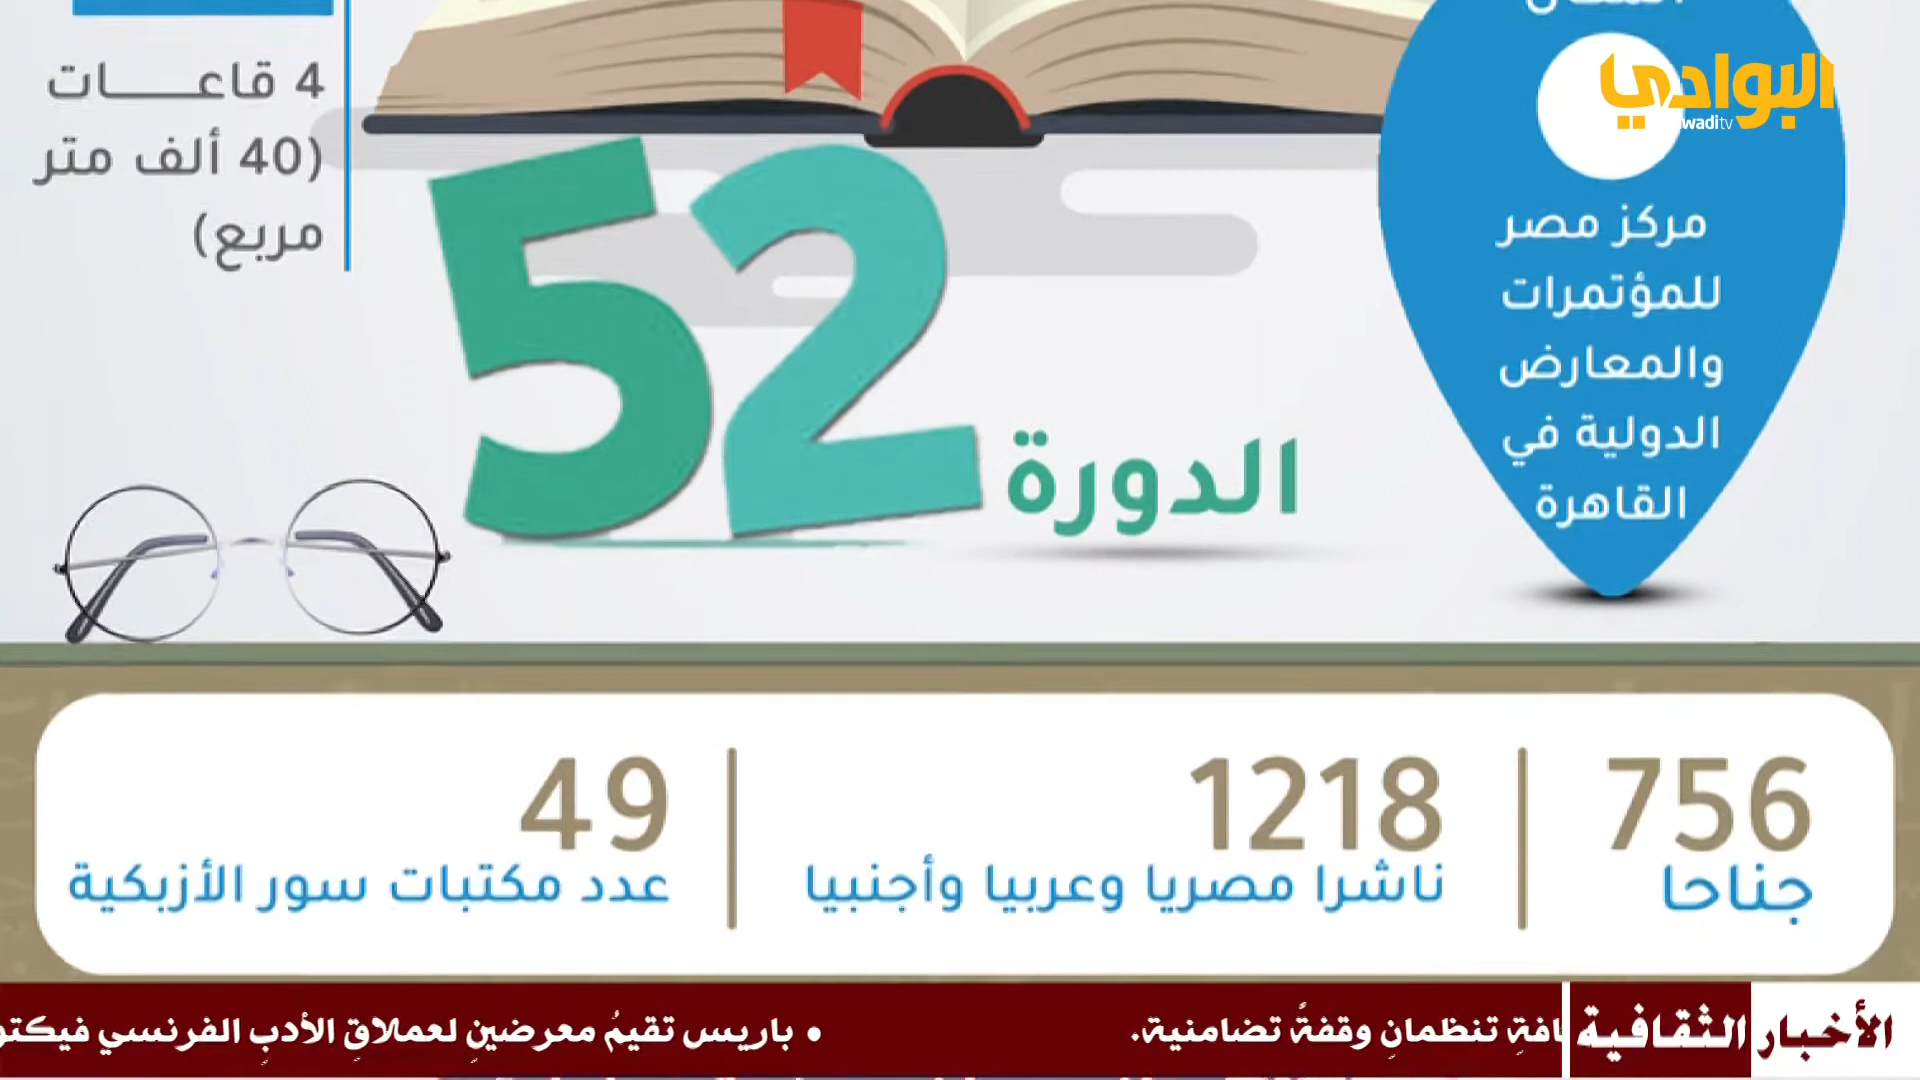 البوادي
wadi tv
مركز مصر
للمؤتمرات
والمعارض
الدولية في
القاهرة
4 قاعـــــات
(40 ألف متر
مربع)
52
الدورة
756
جناحا
1218
ناشرا مصريا وعربيا وأجنبيا
49
عدد مكتبات سور الأزبكية
الأخبار الثقافية
تنظمانِ وقفةً تضامنية.
• باريس تقيمُ معرضينِ لعملاقِ الأدبِ الفرنسي